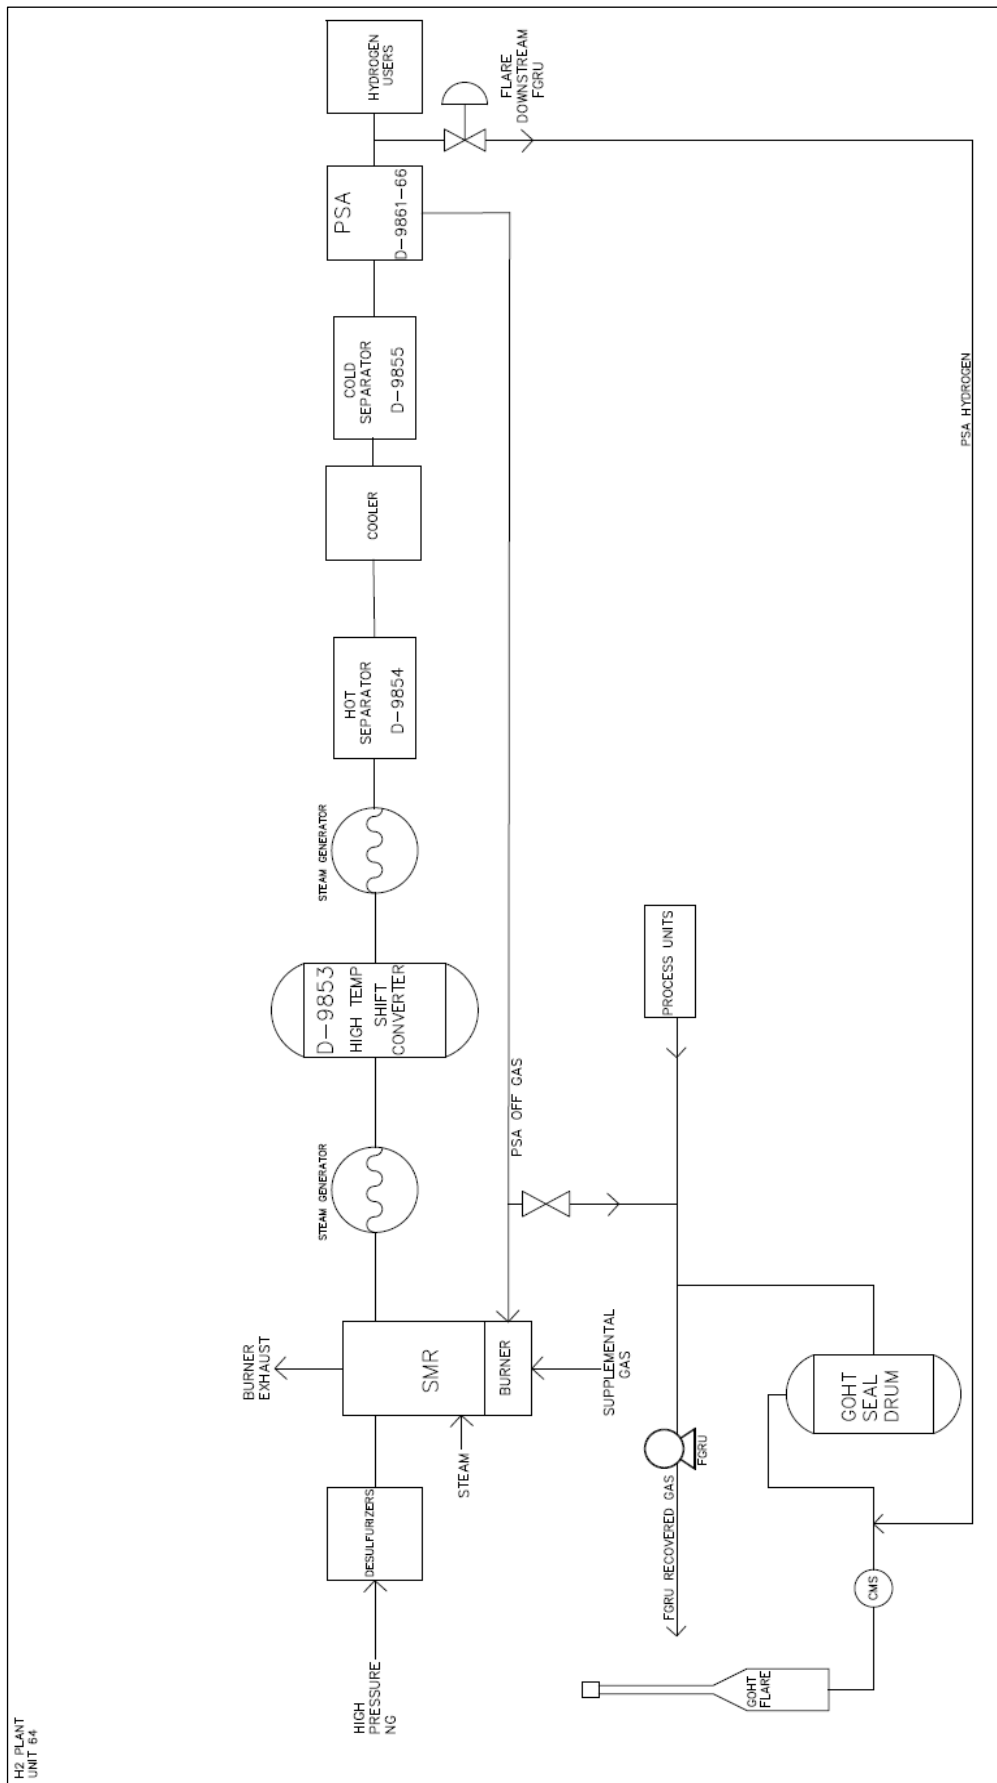 H2 PLANT
UNIT 64
HIGH
PRESSURE
NG
DESULFURIZERS
STEAM
BURNER
EXHAUST
SMR
BURNER
SUPPLEMENTAL
GAS
STEAM GENERATOR
D-9853
HIGH TEMP
SHIFT
CONVERTER
STEAM GENERATOR
HOT
SEPARATOR
D-9854
COOLER
COLD
SEPARATOR
D-9855
PSA
D-9861-66
HYDROGEN
USERS
FLARE
DOWNSTREAM
FGRU
PSA OFF GAS
PROCESS UNITS
FGRU
FGRU RECOVERED GAS
GOHT
SEAL
DRUM
CMS
GOHT
FLARE
PSA HYDROGEN